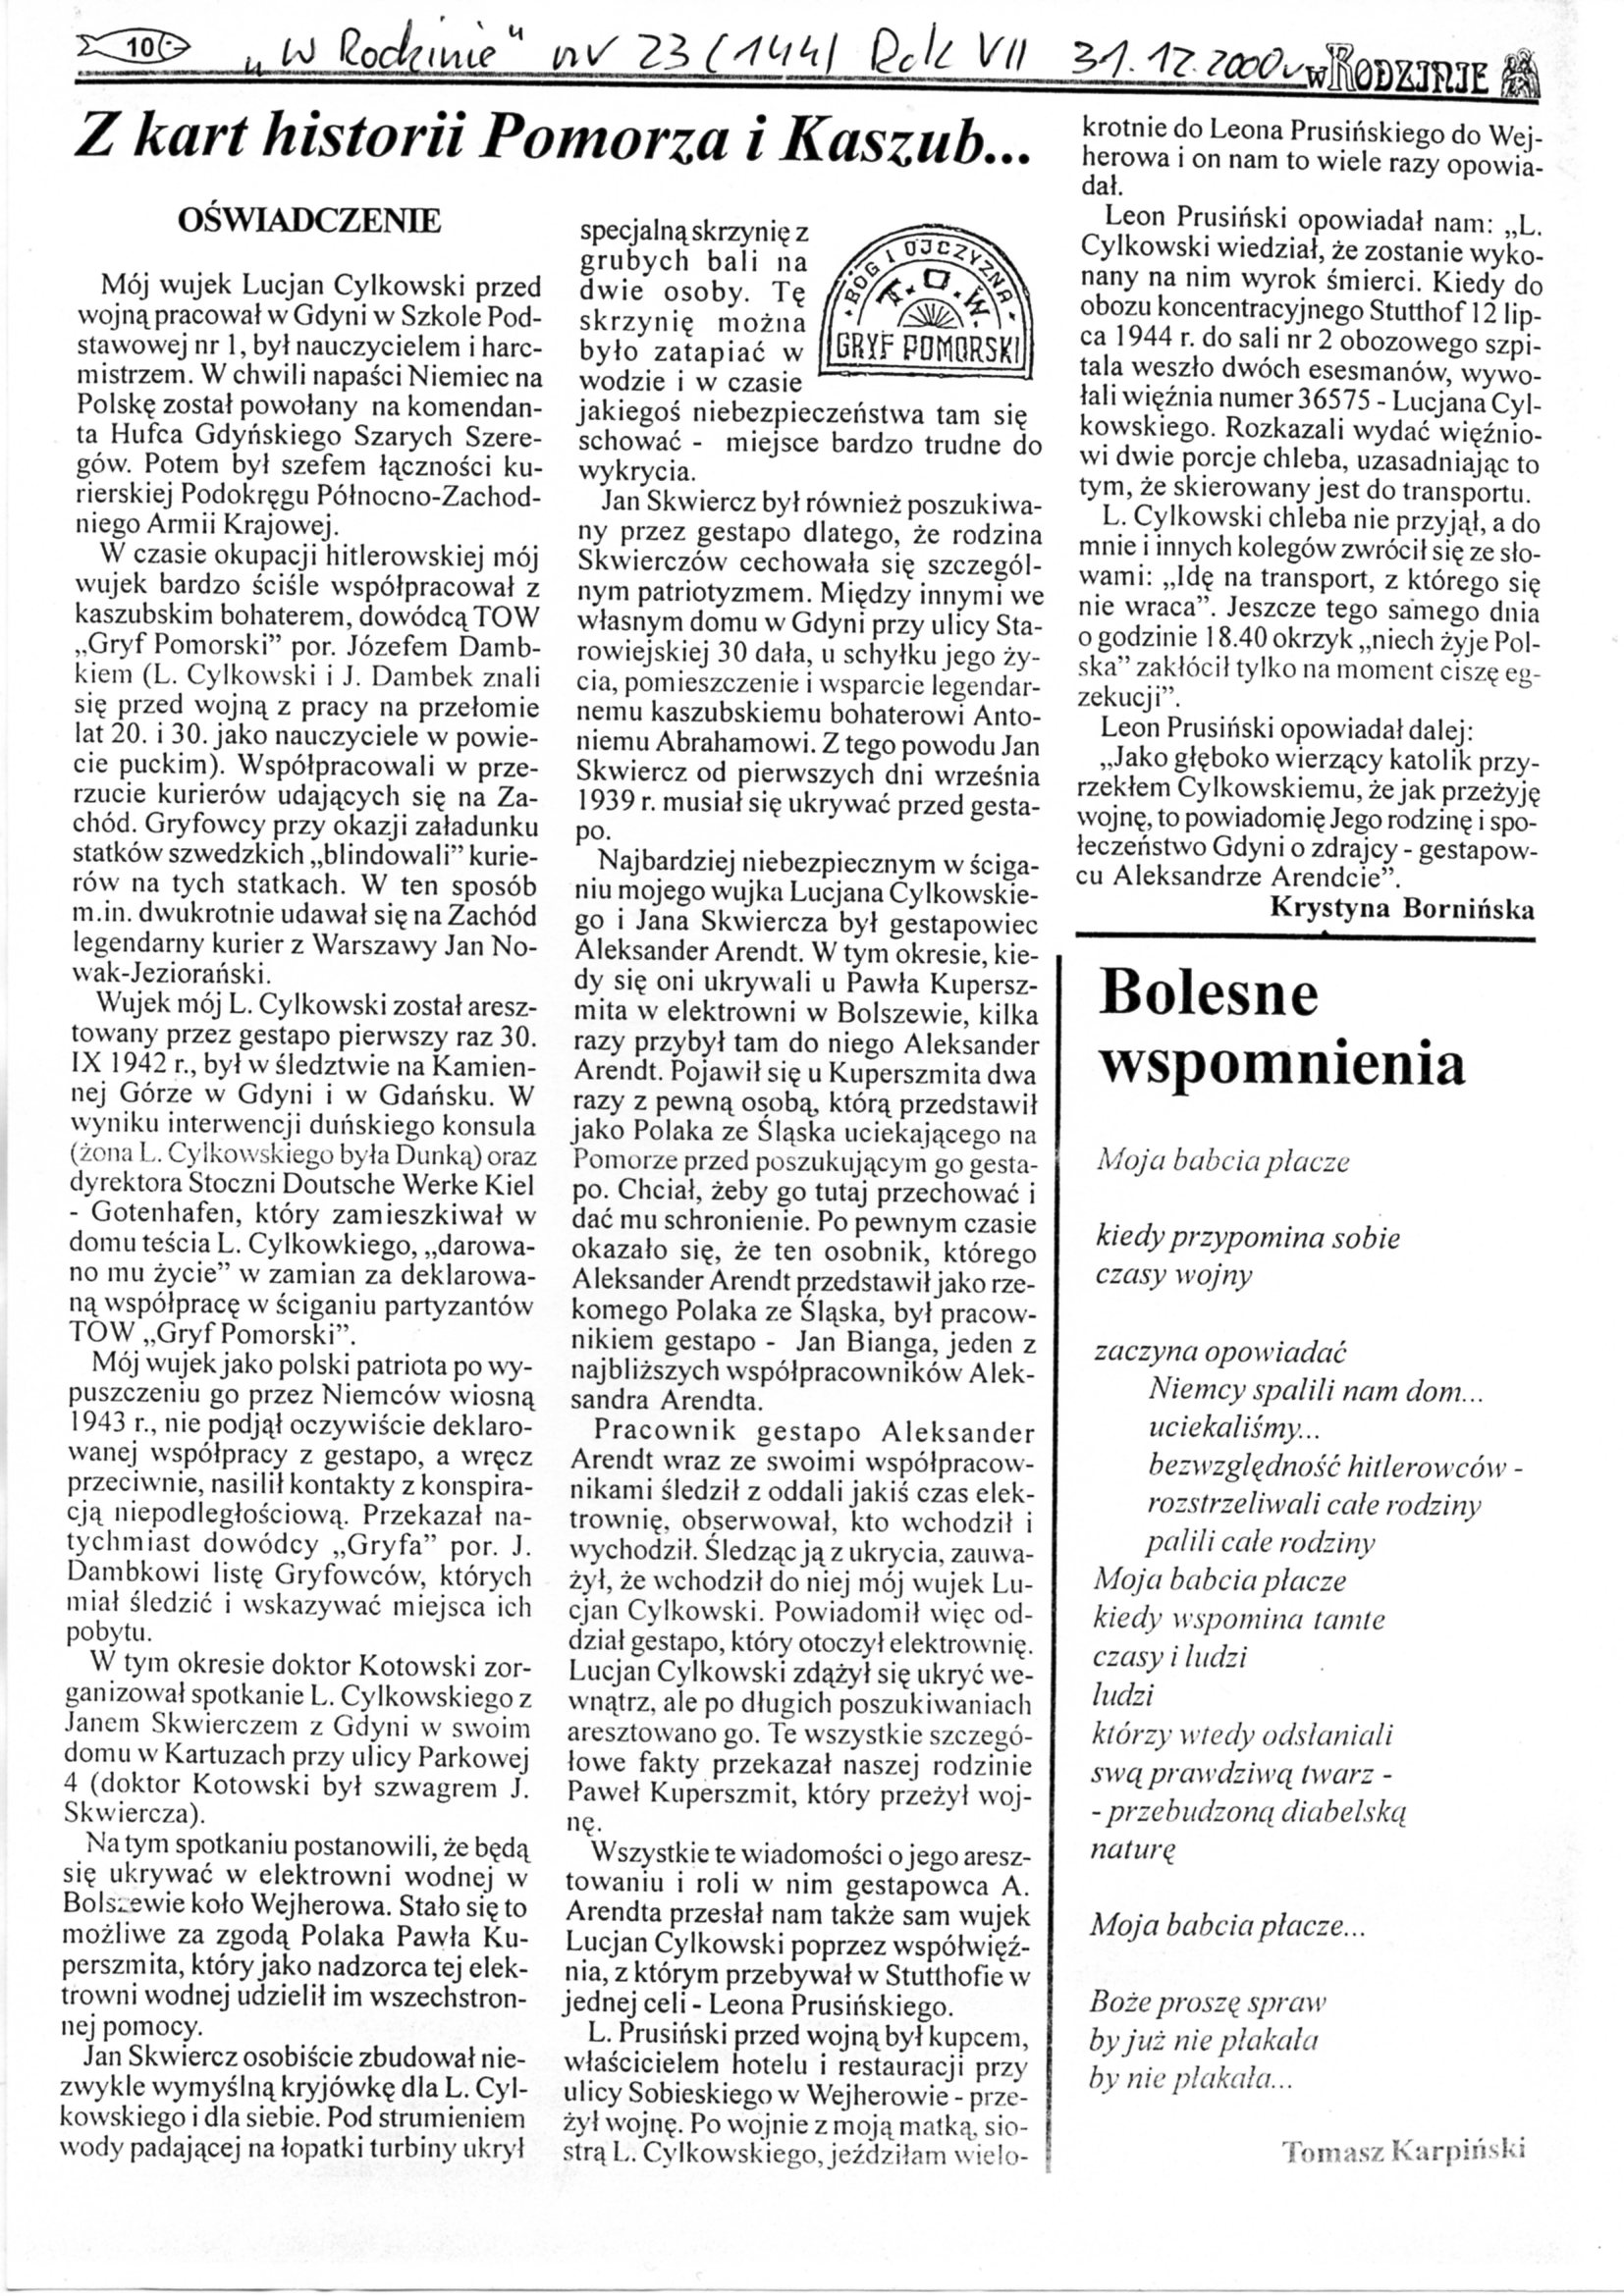 10
„W Rodzinie" nr 23 (144) Rok VII 31.12.2000r
w RODZINIE
Z kart historii Pomorza i Kaszub...
OŚWIADCZENIE
Mój wujek Lucjan Cylkowski przed
wojną pracował w Gdyni w Szkole Pod-
stawowej nr 1, był nauczycielem i harc-
mistrzem. W chwili napaści Niemiec na
Polskę został powołany na komendan-
ta Hufca Gdyńskiego Szarych Szere-
gów. Potem był szefem łączności ku-
rierskiej Podokręgu Północno-Zachod-
niego Armii Krajowej.
W czasie okupacji hitlerowskiej mój
wujek bardzo ściśle współpracował z
kaszubskim bohaterem, dowódcą TOW
„Gryf Pomorski” por. Józefem Damb-
kiem (L. Cylkowski i J. Dambek znali
się przed wojną z pracy na przełomie
lat 20. i 30. jako nauczyciele w powie-
cie puckim). Współpracowali w prze-
rzucie kurierów udających się na Za-
chód. Gryfowcy przy okazji załadunku
statków szwedzkich „blindowali” kurie-
rów na tych statkach. W ten sposób
m.in. dwukrotnie udawał się na Zachód
legendarny kurier z Warszawy Jan No-
wak-Jeziorański.
Wujek mój L. Cylkowski został aresz-
towany przez gestapo pierwszy raz 30.
IX 1942 r., był w śledztwie na Kamien-
nej Górze w Gdyni i w Gdańsku. W
wyniku interwencji duńskiego konsula
(żona L. Cylkowskiego była Dunką) oraz
dyrektora Stoczni Doutsche Werke Kiel
- Gotenhafen, który zamieszkiwał w
domu teścia L. Cylkowkiego, „darowa-
no mu życie” w zamian za deklarowa-
ną współpracę w ściganiu partyzantów
TOW „Gryf Pomorski”.
Mój wujek jako polski patriota po wy-
puszczeniu go przez Niemców wiosną
1943 r., nie podjął oczywiście deklaro-
wanej współpracy z gestapo, a wręcz
przeciwnie, nasilił kontakty z konspira-
cją niepodległościową. Przekazał na-
tychmiast dowódcy „Gryfa” por. J.
Dambkowi listę Gryfowców, których
miał śledzić i wskazywać miejsca ich
pobytu.
W tym okresie doktor Kotowski zor-
ganizował spotkanie L. Cylkowskiego z
Janem Skwierczem z Gdyni w swoim
domu w Kartuzach przy ulicy Parkowej
4 (doktor Kotowski był szwagrem J.
Skwiercza).
Na tym spotkaniu postanowili, że będą
się ukrywać w elektrowni wodnej w
Bolszewie koło Wejherowa. Stało się to
możliwe za zgodą Polaka Pawła Ku-
perszmita, który jako nadzorca tej elek-
trowni wodnej udzielił im wszechstron-
nej pomocy.
Jan Skwiercz osobiście zbudował nie-
zwykle wymyślną kryjówkę dla L. Cyl-
kowskiego i dla siebie. Pod strumieniem
wody padającej na łopatki turbiny ukrył
specjalną skrzynię z
grubych bali na
dwie osoby. Tę
skrzynię można
było zatapiać w
wodzie i w czasie
BÓG I OJCZYZNA
T.O.W.
GRYF POMORSKI
jakiegoś niebezpieczeństwa tam się
schować - miejsce bardzo trudne do
wykrycia.
Jan Skwiercz był również poszukiwa-
ny przez gestapo dlatego, że rodzina
Skwierczów cechowała się szczegól-
nym patriotyzmem. Między innymi we
własnym domu w Gdyni przy ulicy Sta-
rowiejskiej 30 dała, u schyłku jego ży-
cia, pomieszczenie i wsparcie legendar-
nemu kaszubskiemu bohaterowi Anto-
niemu Abrahamowi. Z tego powodu Jan
Skwiercz od pierwszych dni września
1939 r. musiał się ukrywać przed gesta-
po.
Najbardziej niebezpiecznym w ściga-
niu mojego wujka Lucjana Cylkowskie-
go i Jana Skwiercza był gestapowiec
Aleksander Arendt. W tym okresie, kie-
dy się oni ukrywali u Pawła Kupersz-
mita w elektrowni w Bolszewie, kilka
razy przybył tam do niego Aleksander
Arendt. Pojawił się u Kuperszmita dwa
razy z pewną osobą, którą przedstawił
jako Polaka ze Śląska uciekającego na
Pomorze przed poszukującym go gesta-
po. Chciał, żeby go tutaj przechować i
dać mu schronienie. Po pewnym czasie
okazało się, że ten osobnik, którego
Aleksander Arendt przedstawił jako rze-
komego Polaka ze Śląska, był pracow-
nikiem gestapo - Jan Bianga, jeden z
najbliższych współpracowników Alek-
sandra Arendta.
Pracownik gestapo Aleksander
Arendt wraz ze swoimi współpracow-
nikami śledził z oddali jakiś czas elek-
trownię, obserwował, kto wchodził i
wychodził. Śledząc ją z ukrycia, zauwa-
żył, że wchodził do niej mój wujek Lu-
cjan Cylkowski. Powiadomił więc od-
dział gestapo, który otoczył elektrownię.
Lucjan Cylkowski zdążył się ukryć we-
wnątrz, ale po długich poszukiwaniach
aresztowano go. Te wszystkie szczegó-
łowe fakty przekazał naszej rodzinie
Paweł Kuperszmit, który przeżył woj-
nę.
Wszystkie te wiadomości o jego aresz-
towaniu i roli w nim gestapowca A.
Arendta przesłał nam także sam wujek
Lucjan Cylkowski poprzez współwięź-
nia, z którym przebywał w Stutthofie w
jednej celi - Leona Prusińskiego.
L. Prusiński przed wojną był kupcem,
właścicielem hotelu i restauracji przy
ulicy Sobieskiego w Wejherowie - prze-
żył wojnę. Po wojnie z moją matką, sio-
strą L. Cylkowskiego, jeździłam wielo-
krotnie do Leona Prusińskiego do Wej-
herowa i on nam to wiele razy opowia-
dał.
Leon Prusiński opowiadał nam: „L.
Cylkowski wiedział, że zostanie wyko-
nany na nim wyrok śmierci. Kiedy do
obozu koncentracyjnego Stutthof 12 lip-
ca 1944 r. do sali nr 2 obozowego szpi-
tala weszło dwóch esesmanów, wywo-
łali więźnia numer 36575 - Lucjana Cyl-
kowskiego. Rozkazali wydać więźnio-
wi dwie porcje chleba, uzasadniając to
tym, że skierowany jest do transportu.
L. Cylkowski chleba nie przyjął, a do
mnie i innych kolegów zwrócił się ze sło-
wami: „Idę na transport, z którego się
nie wraca”. Jeszcze tego samego dnia
o godzinie 18.40 okrzyk „niech żyje Pol-
ska” zakłócił tylko na moment ciszę eg-
zekucji”.
Leon Prusiński opowiadał dalej:
„Jako głęboko wierzący katolik przy-
rzekłem Cylkowskiemu, że jak przeżyję
wojnę, to powiadomię Jego rodzinę i spo-
łeczeństwo Gdyni o zdrajcy - gestapow-
cu Aleksandrze Arendcie”.
Krystyna Bornińska
Bolesne
wspomnienia
Moja babcia płacze
kiedy przypomina sobie
czasy wojny
zaczyna opowiadać
Niemcy spalili nam dom...
uciekaliśmy...
bezwzględność hitlerowców -
rozstrzeliwali całe rodziny
palili całe rodziny
Moja babcia płacze
kiedy wspomina tamte
czasy i ludzi
ludzi
którzy wtedy odsłaniali
swą prawdziwą twarz -
- przebudzoną diabelską
naturę
Moja babcia płacze...
Boże proszę spraw
by już nie płakała
by nie płakała...
Tomasz Karpiński